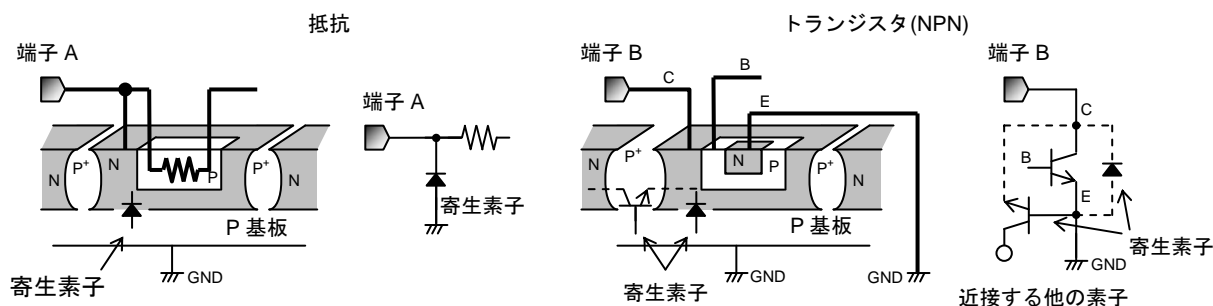 抵抗
端子 A
N
P+
N
P
P+
N
P 基板
GND
寄生素子
端子 A
寄生素子
トランジスタ(NPN)
端子 B
C
B
E
N
P+
N
N
P
P+
N
P 基板
GND
GND
寄生素子
端子 B
C
B
E
GND
寄生素子
近接する他の素子